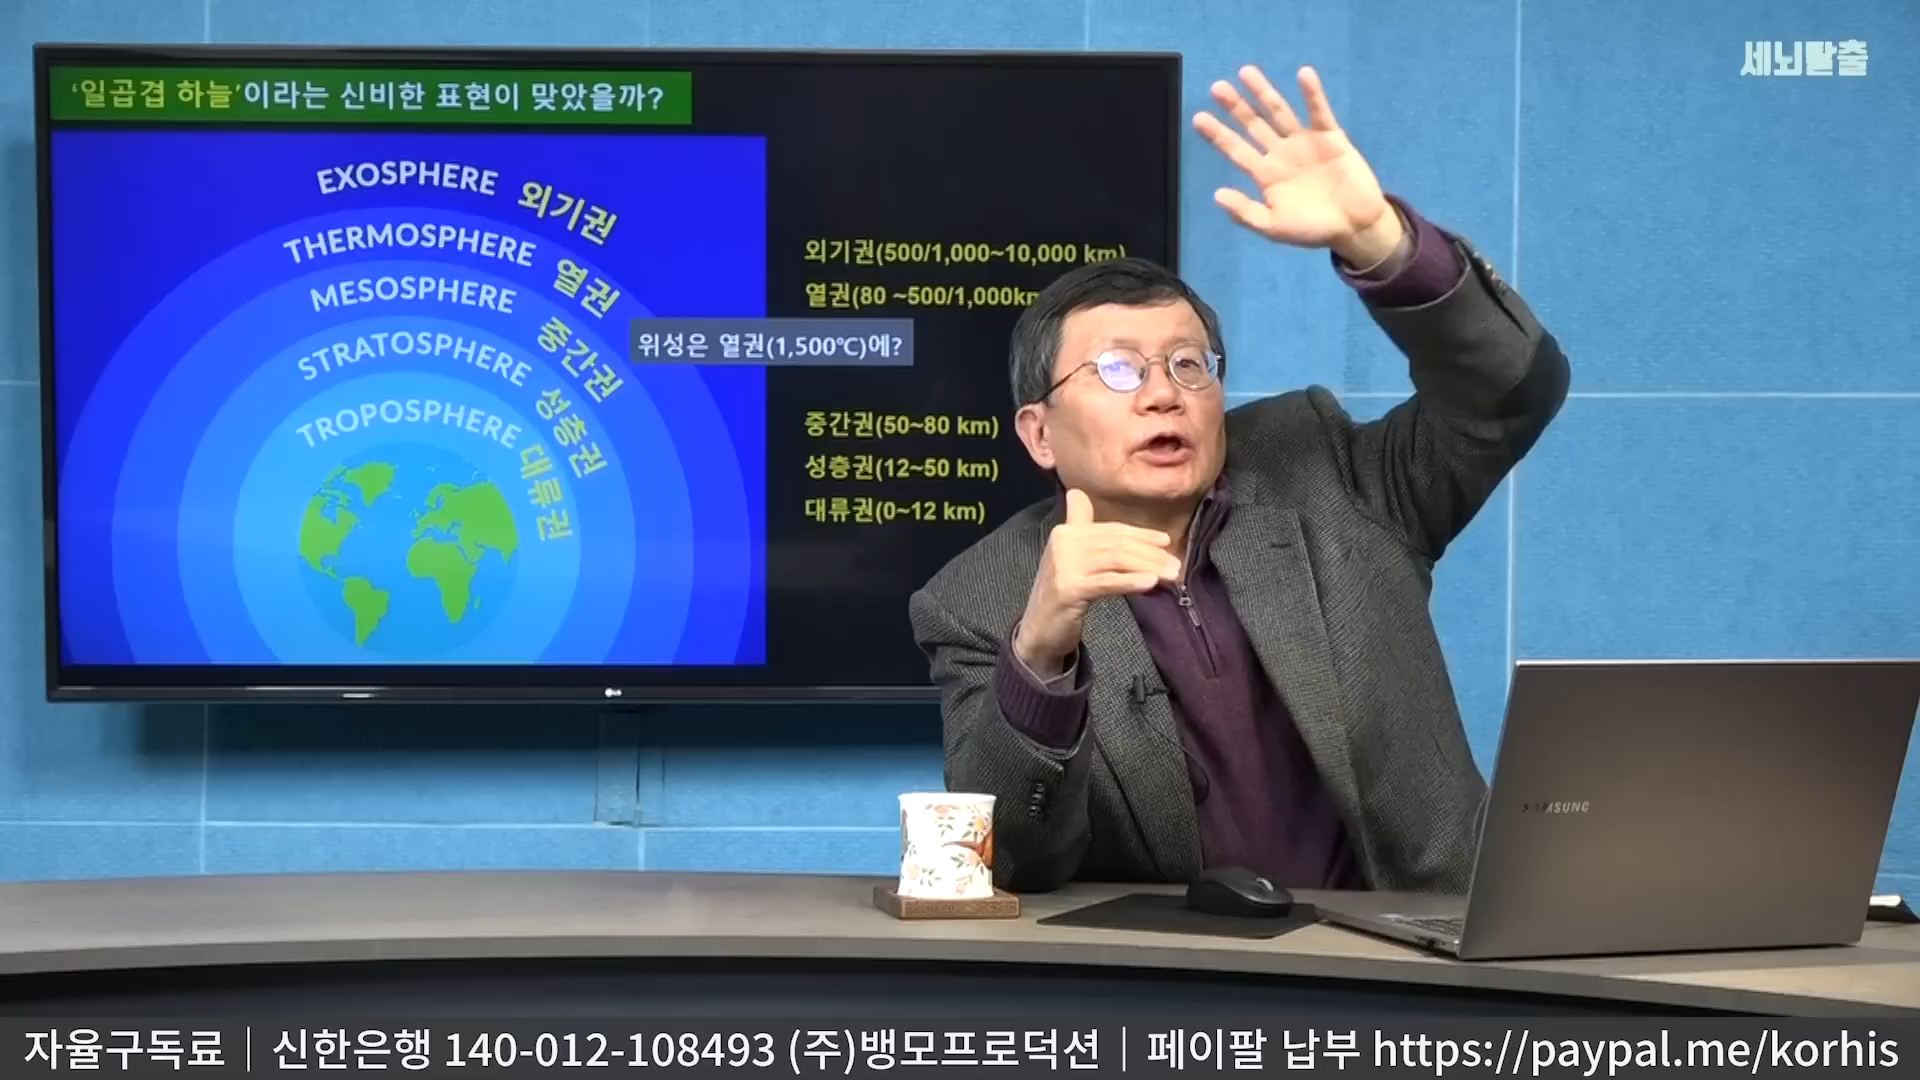 세뇌탈출
‘일곱겹 하늘’이라는 신비한 표현이 맞았을까?
EXOSPHERE 외기권
THERMOSPHERE 열권
MESOSPHERE 중간권
STRATOSPHERE 성층권
TROPOSPHERE 대류권
외기권(500/1,000~10,000 km)
열권(80 ~500/1,000km
위성은 열권(1,500℃)에?
중간권(50~80 km)
성층권(12~50 km)
대류권(0~12 km)
LG
SAMSUNG
자율구독료｜신한은행 140-012-108493 (주)뱅모프로덕션｜페이팔 납부 https://paypal.me/korhis